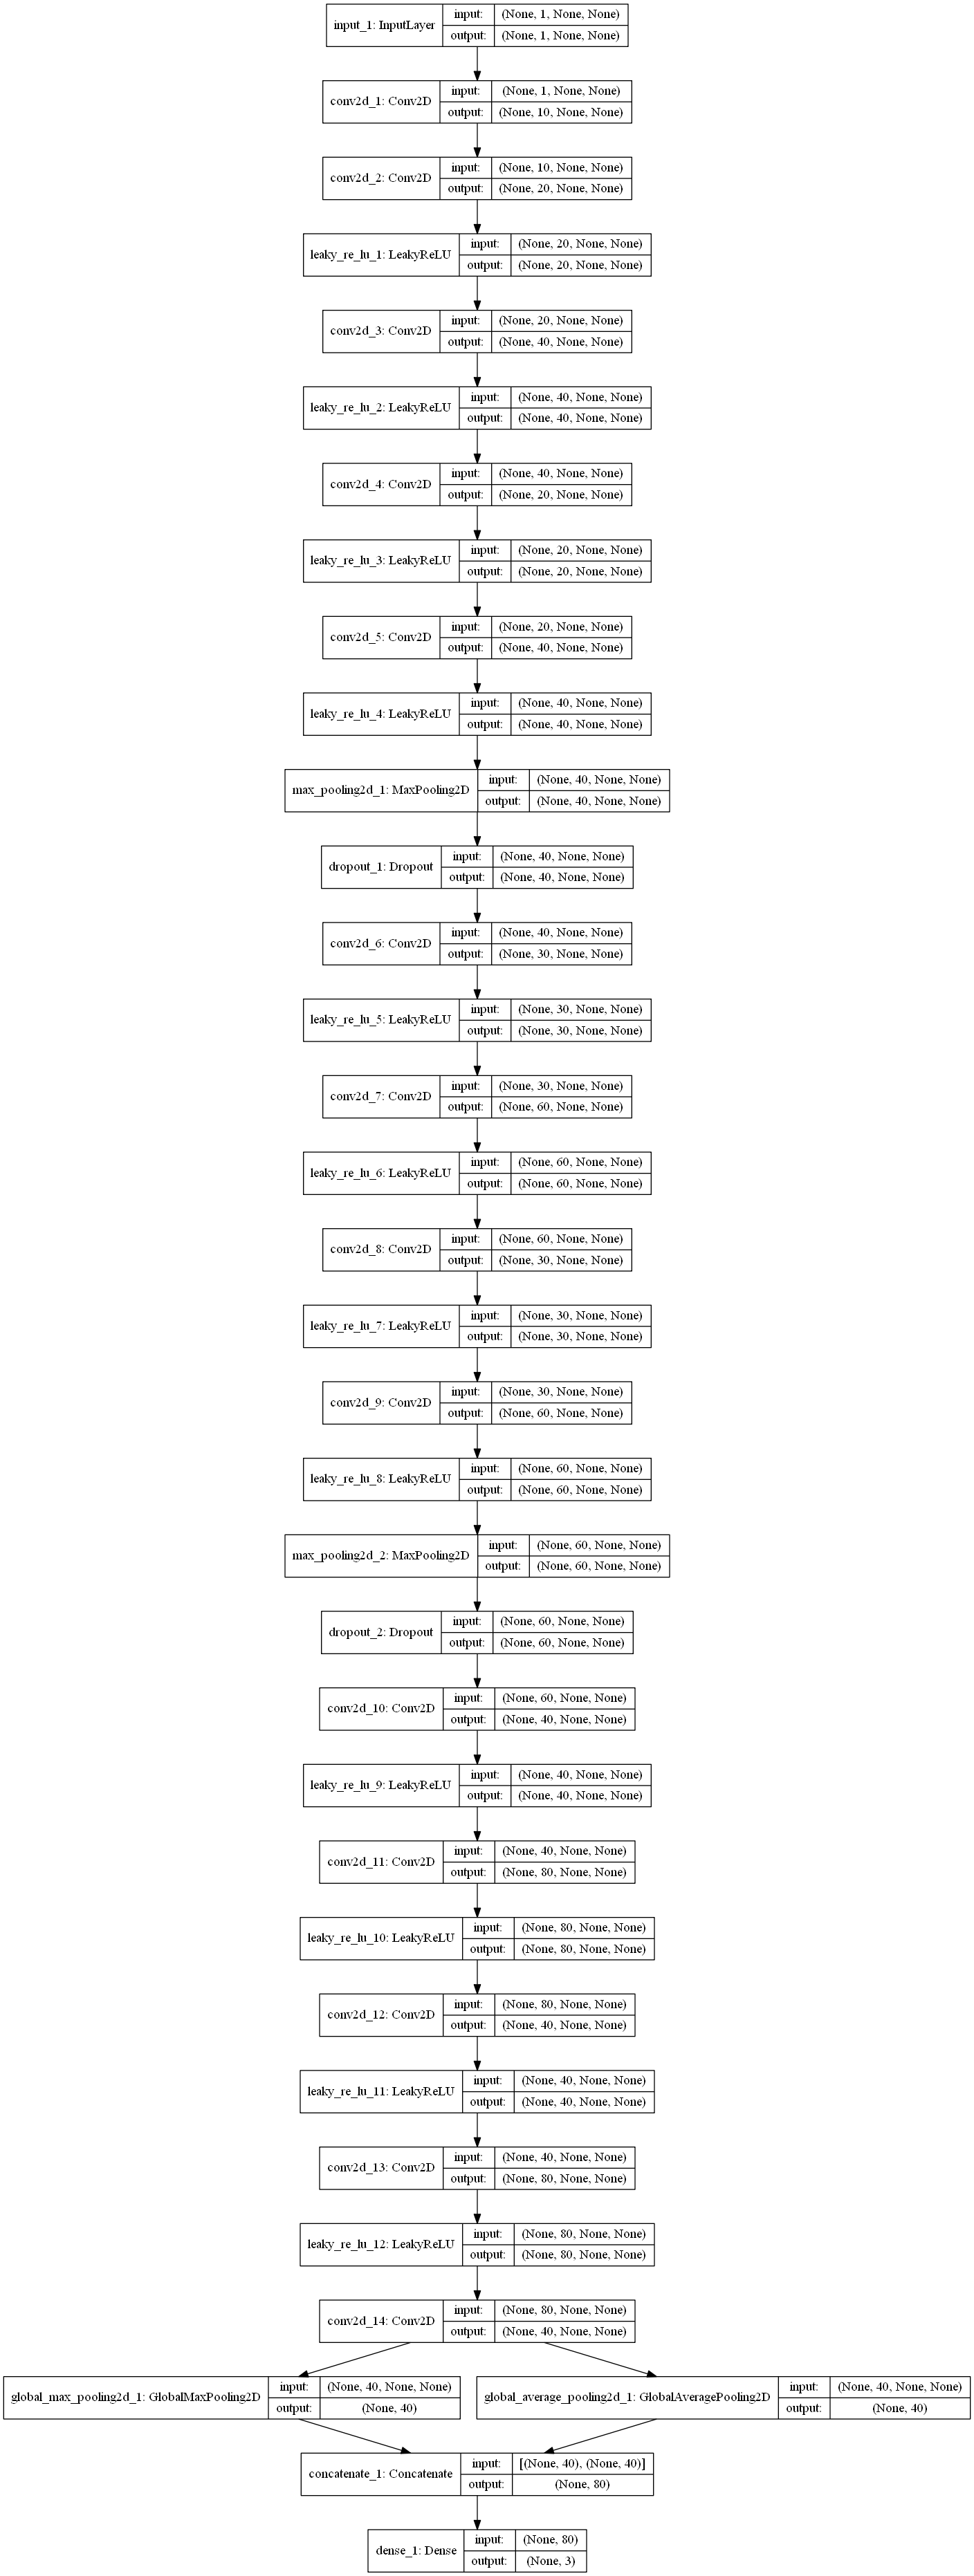 input_1: InputLayer
input: (None, 1, None, None)
output: (None, 1, None, None)
conv2d_1: Conv2D
input: (None, 1, None, None)
output: (None, 10, None, None)
conv2d_2: Conv2D
input: (None, 10, None, None)
output: (None, 20, None, None)
leaky_re_lu_1: LeakyReLU
input: (None, 20, None, None)
output: (None, 20, None, None)
conv2d_3: Conv2D
input: (None, 20, None, None)
output: (None, 40, None, None)
leaky_re_lu_2: LeakyReLU
input: (None, 40, None, None)
output: (None, 40, None, None)
conv2d_4: Conv2D
input: (None, 40, None, None)
output: (None, 20, None, None)
leaky_re_lu_3: LeakyReLU
input: (None, 20, None, None)
output: (None, 20, None, None)
conv2d_5: Conv2D
input: (None, 20, None, None)
output: (None, 40, None, None)
leaky_re_lu_4: LeakyReLU
input: (None, 40, None, None)
output: (None, 40, None, None)
max_pooling2d_1: MaxPooling2D
input: (None, 40, None, None)
output: (None, 40, None, None)
dropout_1: Dropout
input: (None, 40, None, None)
output: (None, 40, None, None)
conv2d_6: Conv2D
input: (None, 40, None, None)
output: (None, 30, None, None)
leaky_re_lu_5: LeakyReLU
input: (None, 30, None, None)
output: (None, 30, None, None)
conv2d_7: Conv2D
input: (None, 30, None, None)
output: (None, 60, None, None)
leaky_re_lu_6: LeakyReLU
input: (None, 60, None, None)
output: (None, 60, None, None)
conv2d_8: Conv2D
input: (None, 60, None, None)
output: (None, 30, None, None)
leaky_re_lu_7: LeakyReLU
input: (None, 30, None, None)
output: (None, 30, None, None)
conv2d_9: Conv2D
input: (None, 30, None, None)
output: (None, 60, None, None)
leaky_re_lu_8: LeakyReLU
input: (None, 60, None, None)
output: (None, 60, None, None)
max_pooling2d_2: MaxPooling2D
input: (None, 60, None, None)
output: (None, 60, None, None)
dropout_2: Dropout
input: (None, 60, None, None)
output: (None, 60, None, None)
conv2d_10: Conv2D
input: (None, 60, None, None)
output: (None, 40, None, None)
leaky_re_lu_9: LeakyReLU
input: (None, 40, None, None)
output: (None, 40, None, None)
conv2d_11: Conv2D
input: (None, 40, None, None)
output: (None, 80, None, None)
leaky_re_lu_10: LeakyReLU
input: (None, 80, None, None)
output: (None, 80, None, None)
conv2d_12: Conv2D
input: (None, 80, None, None)
output: (None, 40, None, None)
leaky_re_lu_11: LeakyReLU
input: (None, 40, None, None)
output: (None, 40, None, None)
conv2d_13: Conv2D
input: (None, 40, None, None)
output: (None, 80, None, None)
leaky_re_lu_12: LeakyReLU
input: (None, 80, None, None)
output: (None, 80, None, None)
conv2d_14: Conv2D
input: (None, 80, None, None)
output: (None, 40, None, None)
global_max_pooling2d_1: GlobalMaxPooling2D
input: (None, 40, None, None)
output: (None, 40)
global_average_pooling2d_1: GlobalAveragePooling2D
input: (None, 40, None, None)
output: (None, 40)
concatenate_1: Concatenate
input: [(None, 40), (None, 40)]
output: (None, 80)
dense_1: Dense
input: (None, 80)
output: (None, 3)